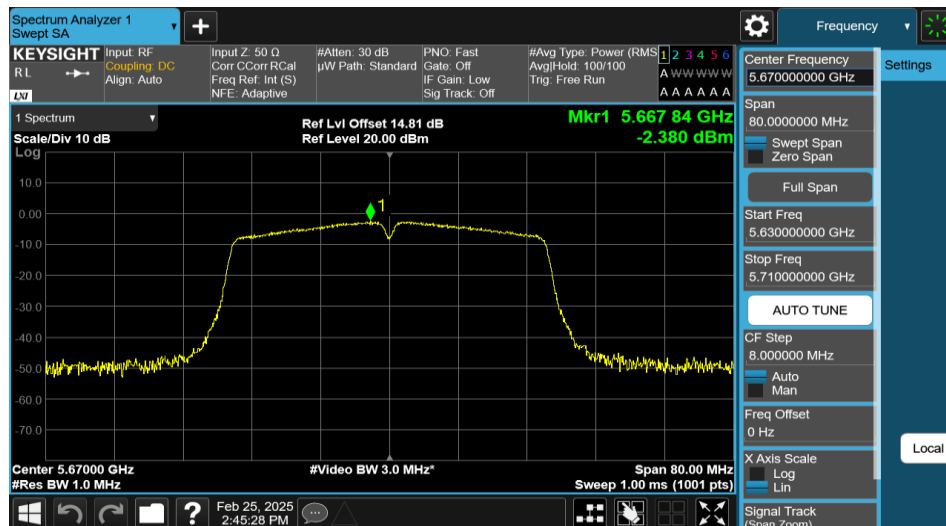 Spectrum Analyzer 1
Swept SA
Frequency
KEYSIGHT
R L
LXI
Input: RF
Coupling: DC
Align: Auto
Input Z: 50 Ω
Corr CCorr RCal
Freq Ref: Int (S)
NFE: Adaptive
#Atten: 30 dB
µW Path: Standard
PNO: Fast
Gate: Off
IF Gain: Low
Sig Track: Off
#Avg Type: Power (RMS
Avg|Hold: 100/100
Trig: Free Run
1 2 3 4 5 6
A W W W W W
A A A A A A
Center Frequency
5.670000000 GHz
Settings
Span
80.0000000 MHz
Swept Span
Zero Span
Full Span
Start Freq
5.630000000 GHz
Stop Freq
5.710000000 GHz
AUTO TUNE
CF Step
8.000000 MHz
Auto
Man
Freq Offset
0 Hz
X Axis Scale
Log
Lin
Local
Signal Track
(Span Zoom)
1 Spectrum
Scale/Div 10 dB
Ref Lvl Offset 14.81 dB
Ref Level 20.00 dBm
Mkr1 5.667 84 GHz
-2.380 dBm
Log
10.0
0.00
-10.0
-20.0
-30.0
-40.0
-50.0
-60.0
-70.0
1
Center 5.67000 GHz
#Res BW 1.0 MHz
#Video BW 3.0 MHz*
Span 80.00 MHz
Sweep 1.00 ms (1001 pts)
?
Feb 25, 2025
2:45:28 PM